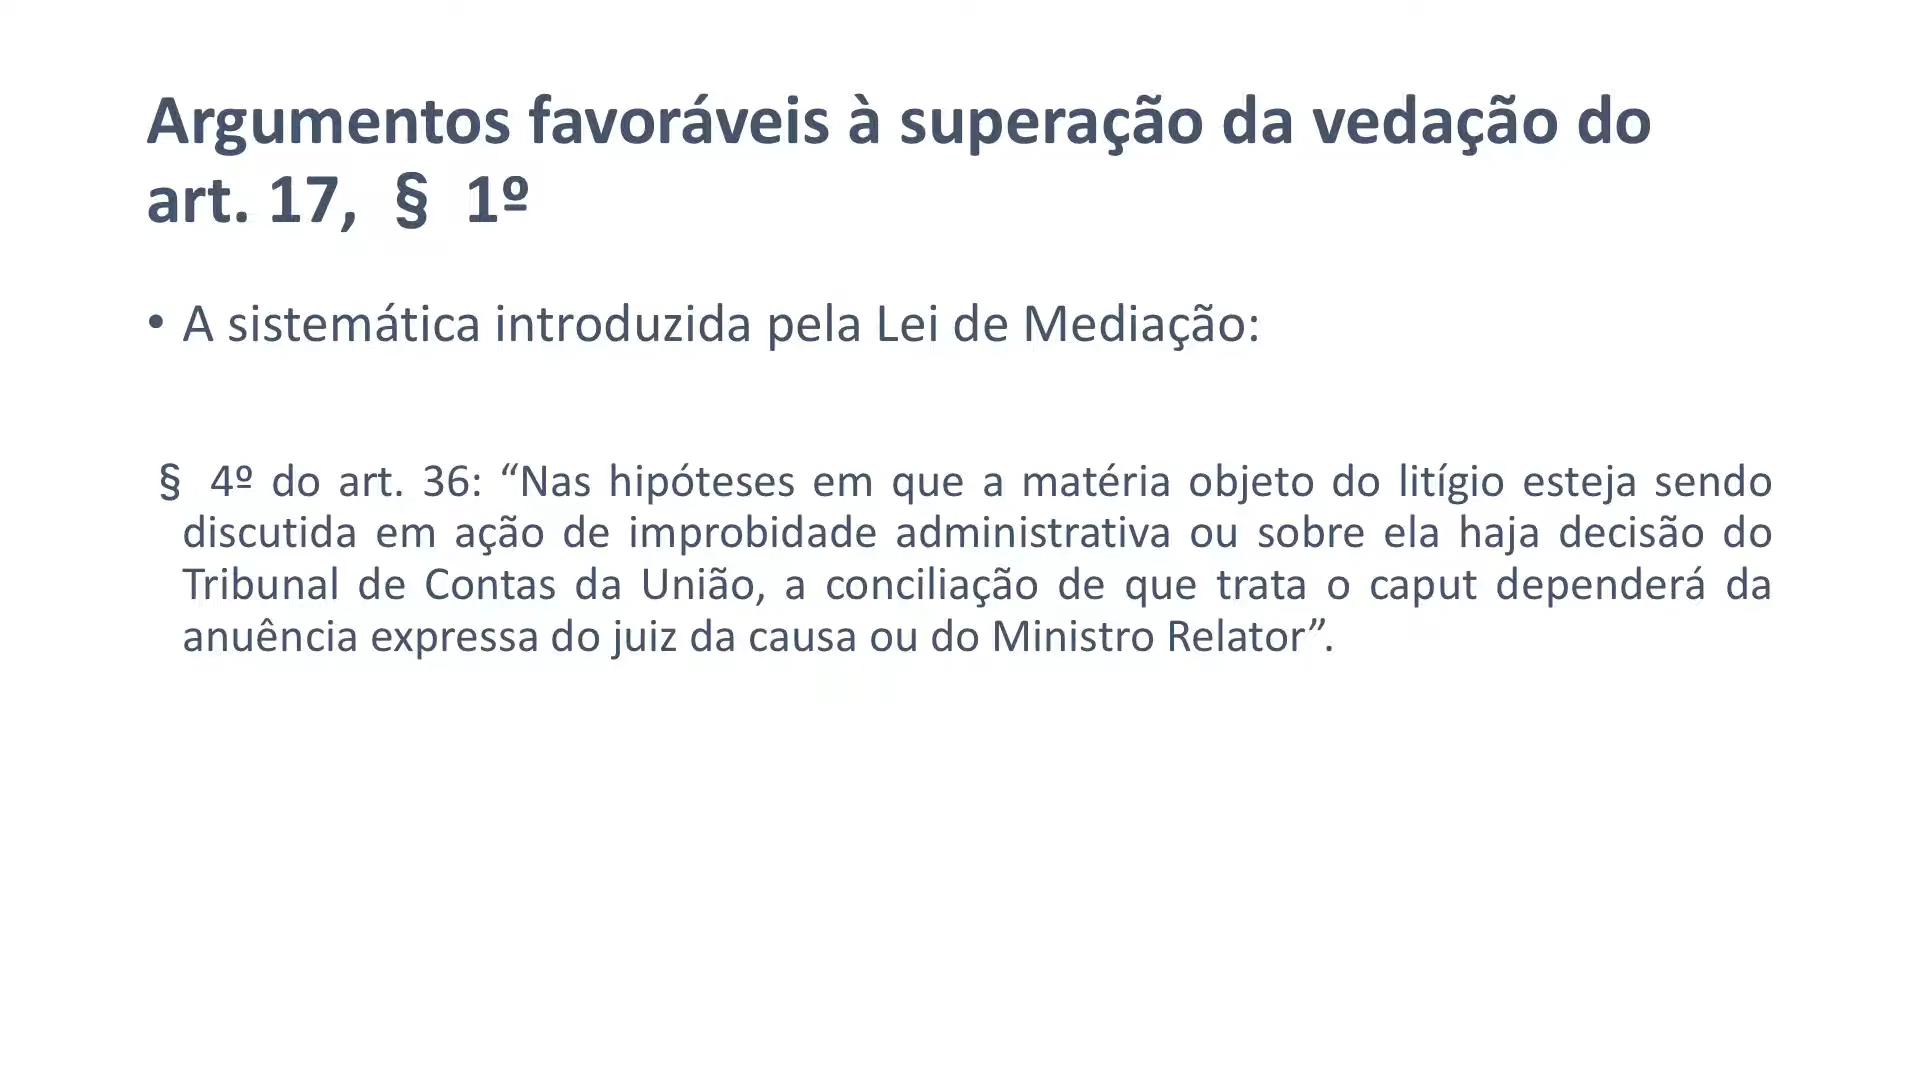 Argumentos favoráveis à superação da vedação do
art. 17, § 1º
• A sistemática introduzida pela Lei de Mediação:
§ 4º do art. 36: “Nas hipóteses em que a matéria objeto do litígio esteja sendo
discutida em ação de improbidade administrativa ou sobre ela haja decisão do
Tribunal de Contas da União, a conciliação de que trata o caput dependerá da
anuência expressa do juiz da causa ou do Ministro Relator”.